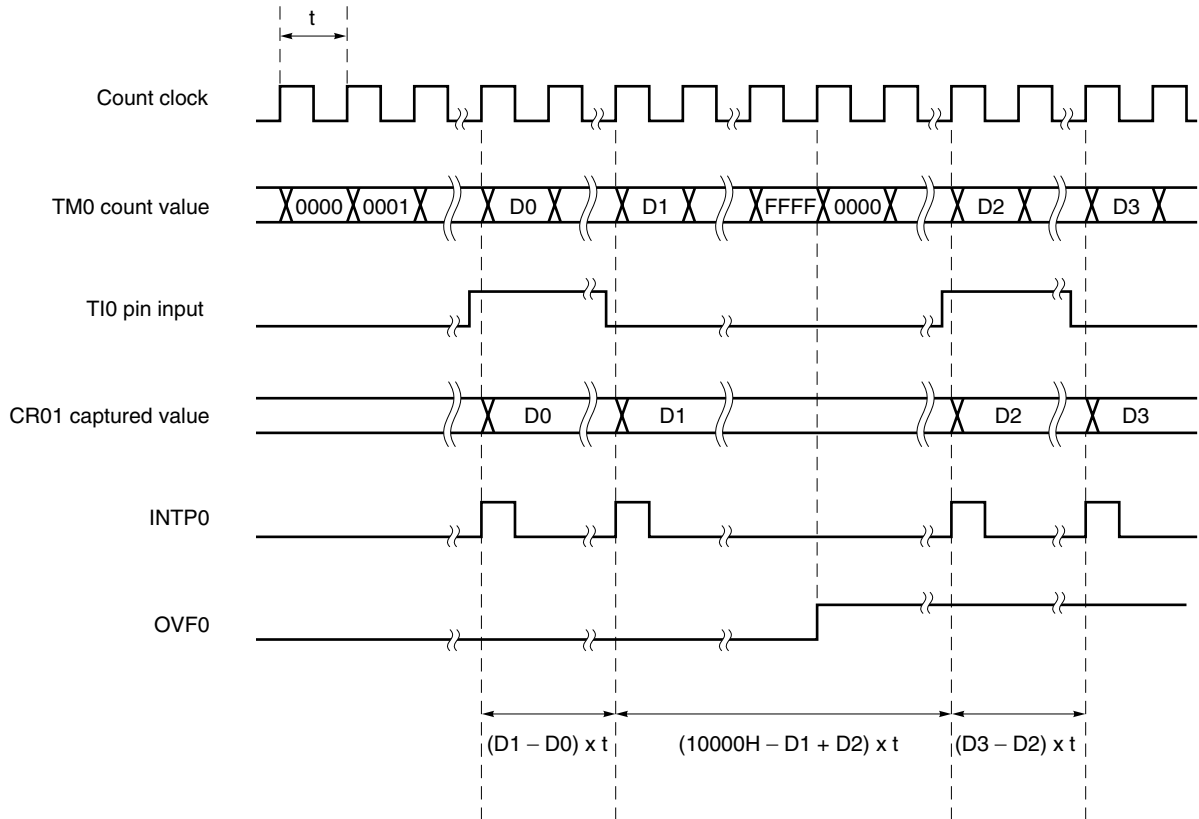 t
Count clock
TM0 count value 0000 0001 D0 D1 FFFF 0000 D2 D3
TI0 pin input
CR01 captured value D0 D1 D2 D3
INTP0
OVF0
(D1 – D0) x t (10000H – D1 + D2) x t (D3 – D2) x t